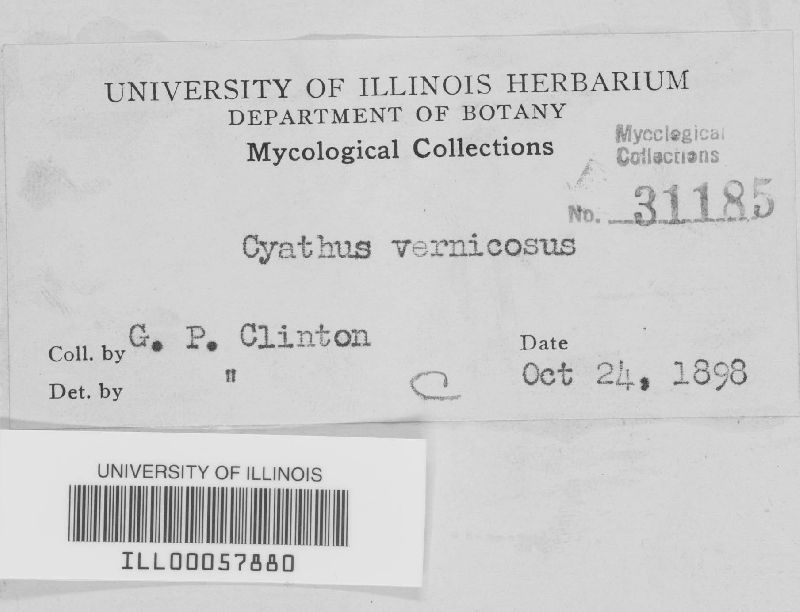 UNIVERSITY OF ILLINOIS HERBARIUM
DEPARTMENT OF BOTANY
Mycological Collections
Mycological
Collections
No. 31185
Cyathus vernicosus
Coll. by G. P. Clinton
Date
Det. by "
Oct 24, 1898
C
UNIVERSITY OF ILLINOIS
ILL00057880